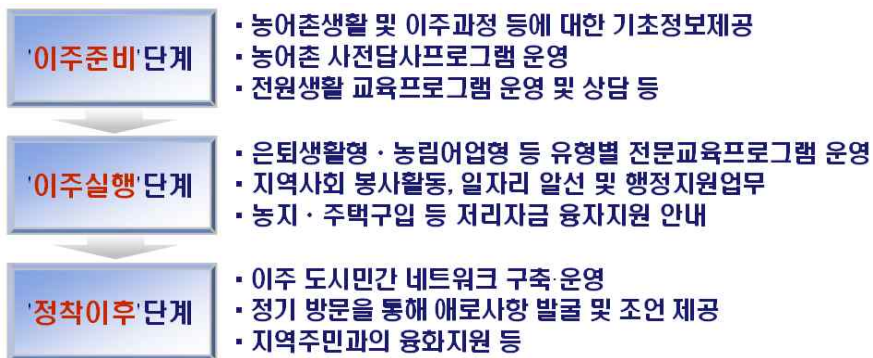 '이주준비'단계
▪ 농어촌생활 및 이주과정 등에 대한 기초정보제공
▪ 농어촌 사전답사프로그램 운영
▪ 전원생활 교육프로그램 운영 및 상담 등
'이주실행'단계
▪ 은퇴생활형 · 농림어업형 등 유형별 전문교육프로그램 운영
▪ 지역사회 봉사활동, 일자리 알선 및 행정지원업무
▪ 농지 · 주택구입 등 저리자금 융자지원 안내
'정착이후'단계
▪ 이주 도시민간 네트워크 구축·운영
▪ 정기 방문을 통해 애로사항 발굴 및 조언 제공
▪ 지역주민과의 융화지원 등